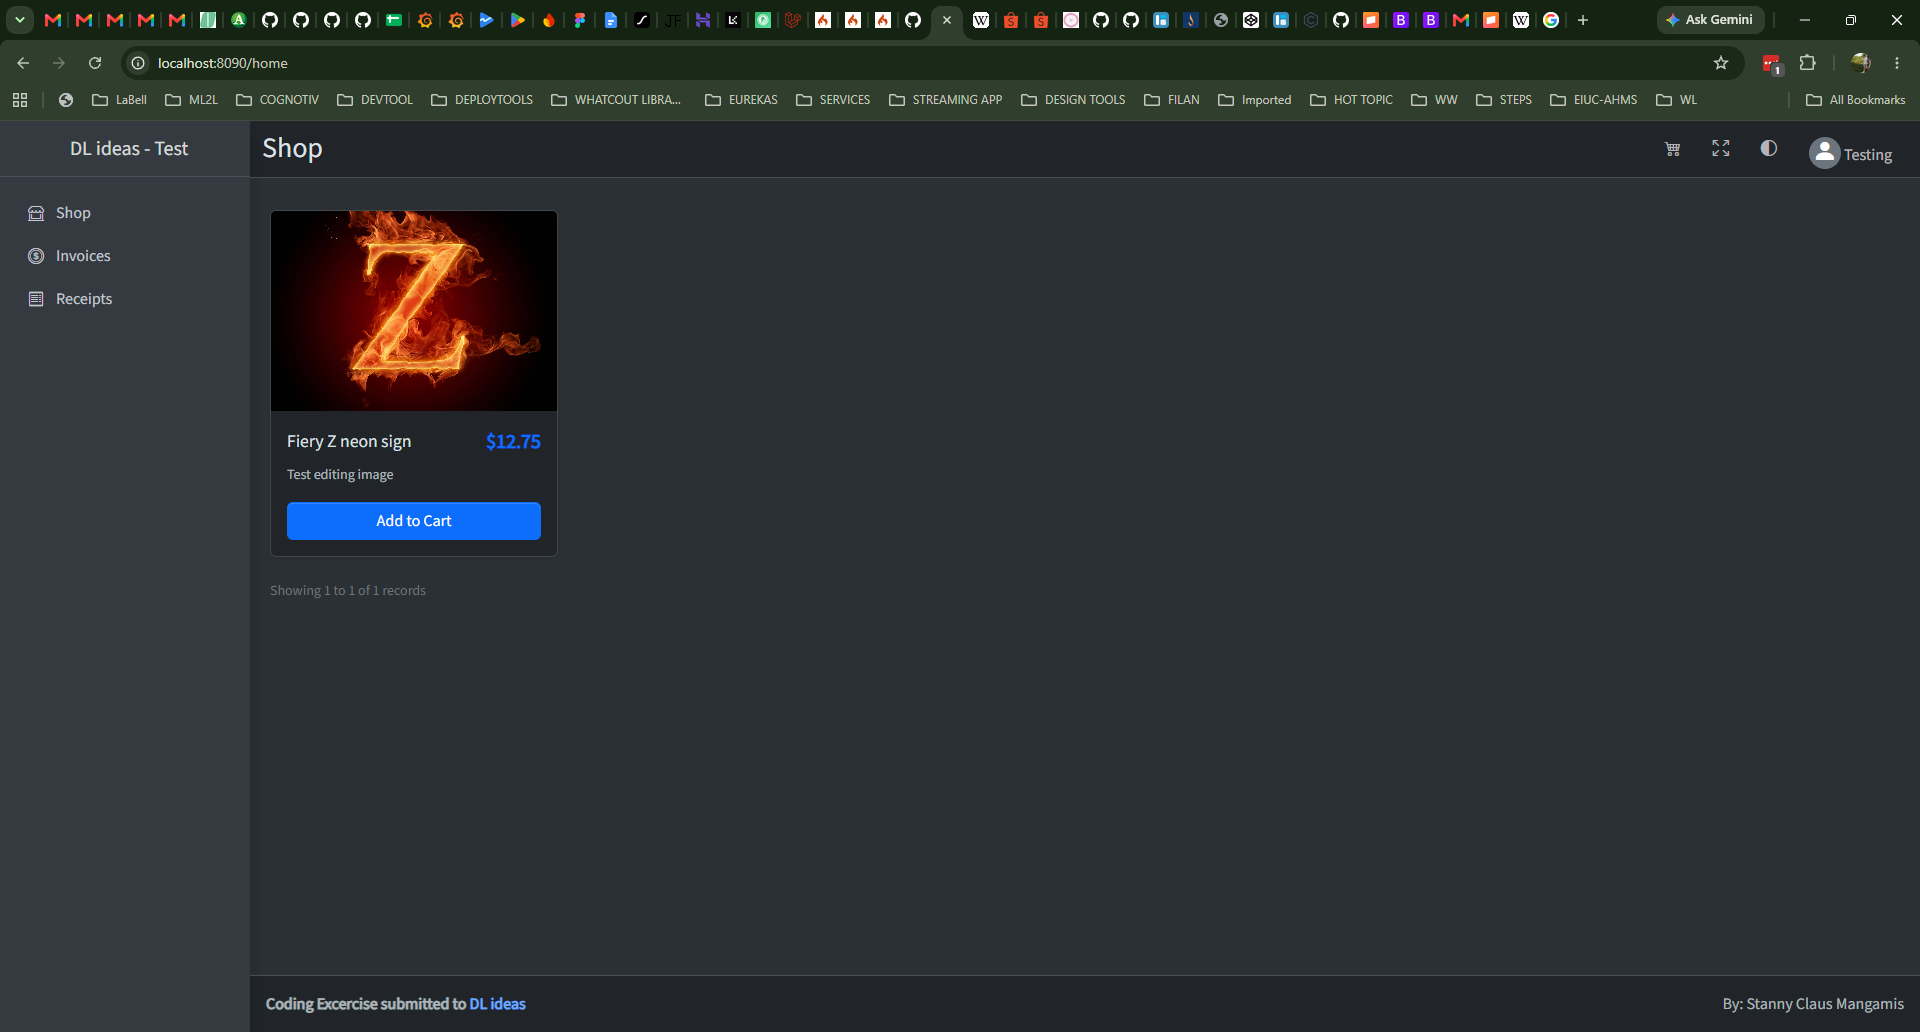 Ask Gemini
localhost:8090/home
1
LaBell
ML2L
COGNOTIV
DEVTOOL
DEPLOYTOOLS
WHATCOUT LIBRA...
EUREKAS
SERVICES
STREAMING APP
DESIGN TOOLS
FILAN
Imported
HOT TOPIC
WW
STEPS
EIUC-AHMS
WL
All Bookmarks
DL ideas - Test
Shop
Testing
Shop
Invoices
Receipts
Z
Fiery Z neon sign
$12.75
Test editing image
Add to Cart
Showing 1 to 1 of 1 records
Coding Excercise submitted to DL ideas
By: Stanny Claus Mangamis